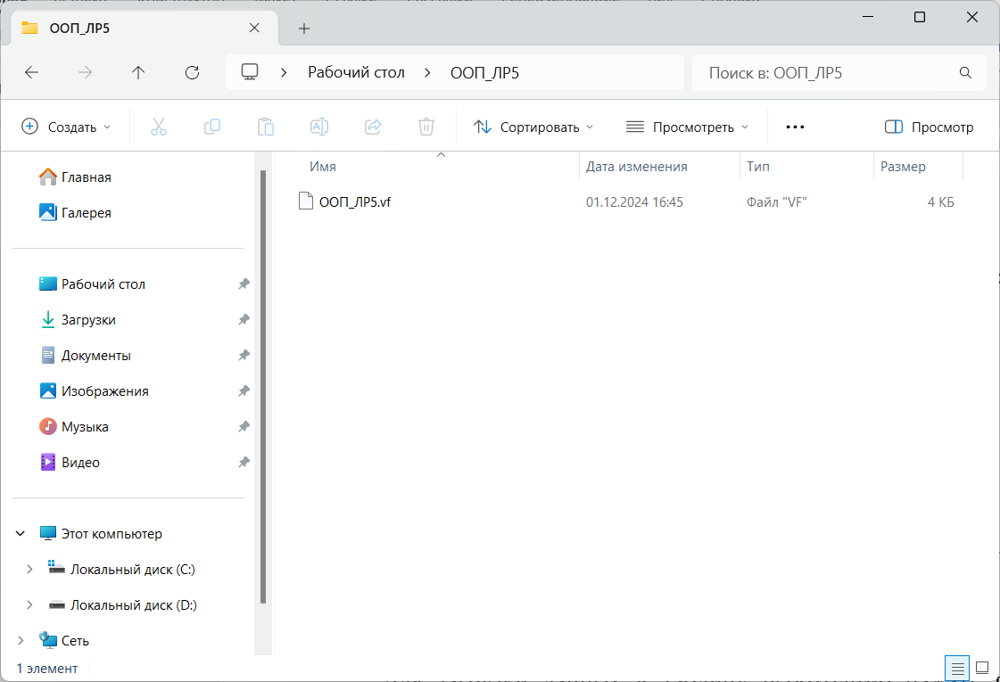 ООП_ЛР5
Рабочий стол
ООП_ЛР5
Поиск в: ООП_ЛР5
Создать
Сортировать
Просмотреть
Просмотр
Имя
Дата изменения
Тип
Размер
ООП_ЛР5.vf
01.12.2024 16:45
Файл "VF"
4 КБ
Главная
Галерея
Рабочий стол
Загрузки
Документы
Изображения
Музыка
Видео
Этот компьютер
Локальный диск (C:)
Локальный диск (D:)
Сеть
1 элемент